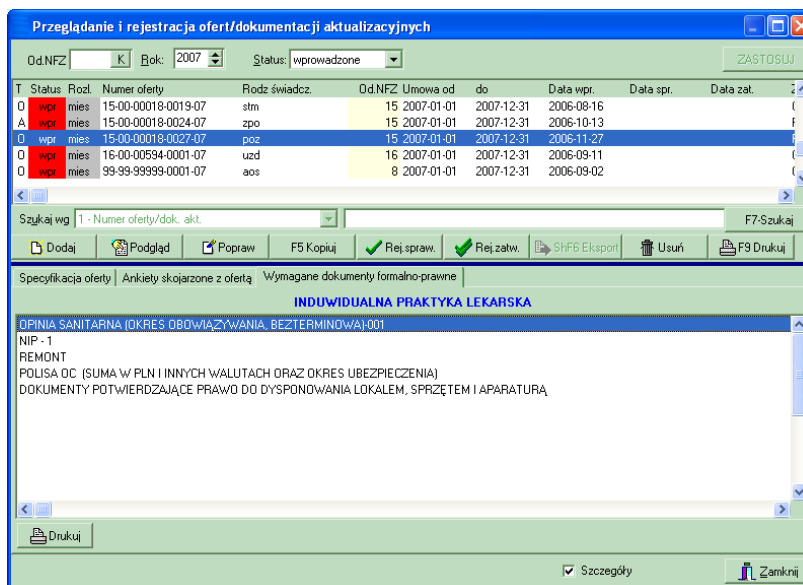 Przeglądanie i rejestracja ofert/dokumentacji aktualizacyjnych
Od.NFZ K Rok: 2007 Status: wprowadzone ZASTOSUJ
T Status Rozl. Numer oferty Rodz świadcz. Od.NFZ Umowa od do Data wpr. Data spr. Data zat.
O wpr mies 15-00-00018-0019-07 stm 15 2007-01-01 2007-12-31 2006-08-16
A wpr mies 15-00-00018-0024-07 zpo 15 2007-01-01 2007-12-31 2006-10-13
O wpr mies 15-00-00018-0027-07 poz 15 2007-01-01 2007-12-31 2006-11-27
O wpr mies 16-00-00594-0001-07 uzd 16 2007-01-01 2007-12-31 2006-09-11
O wpr mies 99-99-99999-0001-07 aos 8 2007-01-01 2007-12-31 2006-09-02
Szukaj wg 1 - Numer oferty/dok. akt. F7-Szukaj
Dodaj Podgląd Popraw F5 Kopiuj Rej.spraw. Rej.zatw. ShF6 Eksport Usuń F9 Drukuj
Specyfikacja oferty Ankiety skojarzone z ofertą Wymagane dokumenty formalno-prawne
INDUWIDUALNA PRAKTYKA LEKARSKA
OPINIA SANITARNA (OKRES OBOWIĄZYWANIA, BEZTERMINOWA)-001
NIP - 1
REMONT
POLISA OC (SUMA W PLN I INNYCH WALUTACH ORAZ OKRES UBEZPIECZENIA)
DOKUMENTY POTWIERDZAJĄCE PRAWO DO DYSPONOWANIA LOKALEM, SPRZĘTEM I APARATURĄ
Drukuj
Szczegóły Zamknij